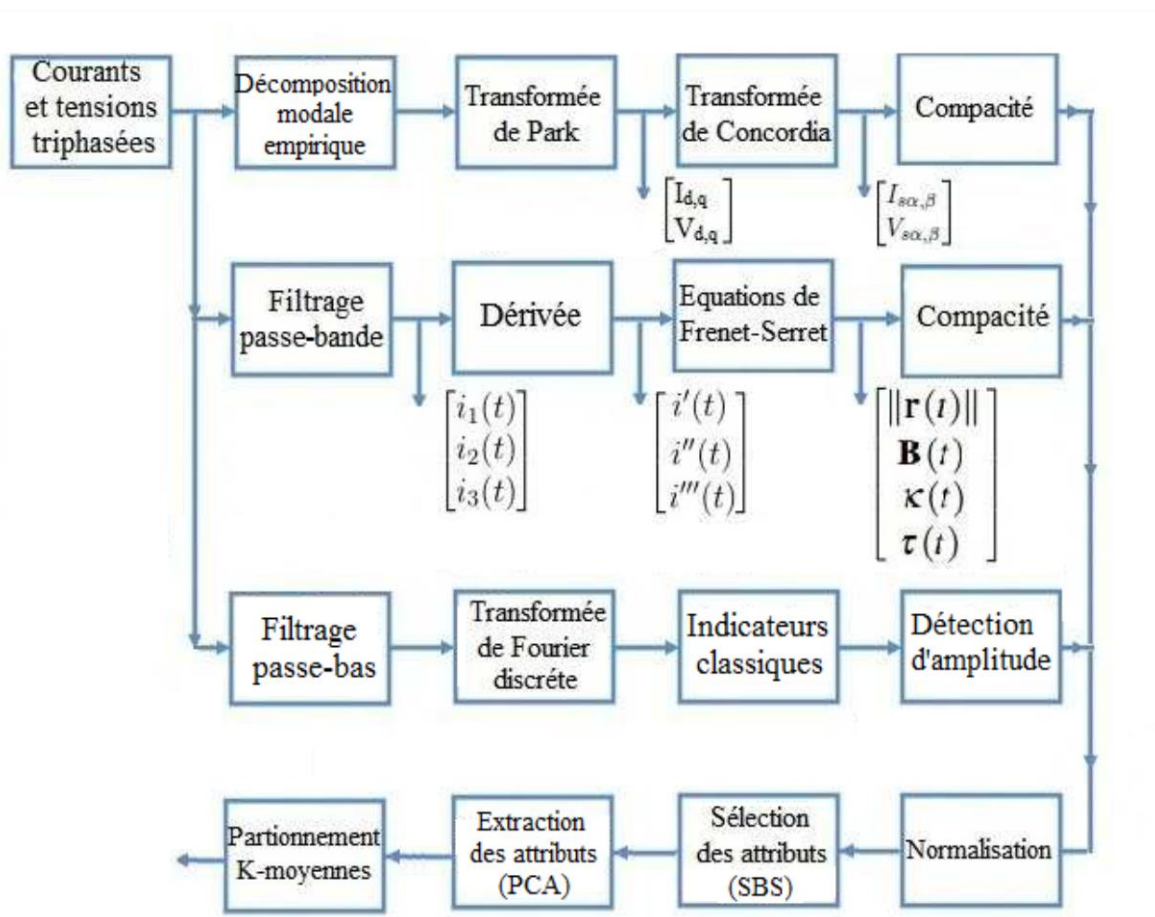 Courants
et tensions
triphasées
Décomposition
modale
empirique
Transformée
de Park
Transformée
de Concordia
Compacité
[I_{d,q}
V_{d,q}]
[I_{sα,β}
V_{sα,β}]
Filtrage
passe-bande
Dérivée
Equations de
Frenet-Serret
Compacité
[i_1(t)
i_2(t)
i_3(t)]
[i'(t)
i''(t)
i'''(t)]
[||r(t)||
B(t)
κ(t)
τ(t)]
Filtrage
passe-bas
Transformée
de Fourier
discréte
Indicateurs
classiques
Détection
d'amplitude
Partionnement
K-moyennes
Extraction
des attributs
(PCA)
Sélection
des attributs
(SBS)
Normalisation